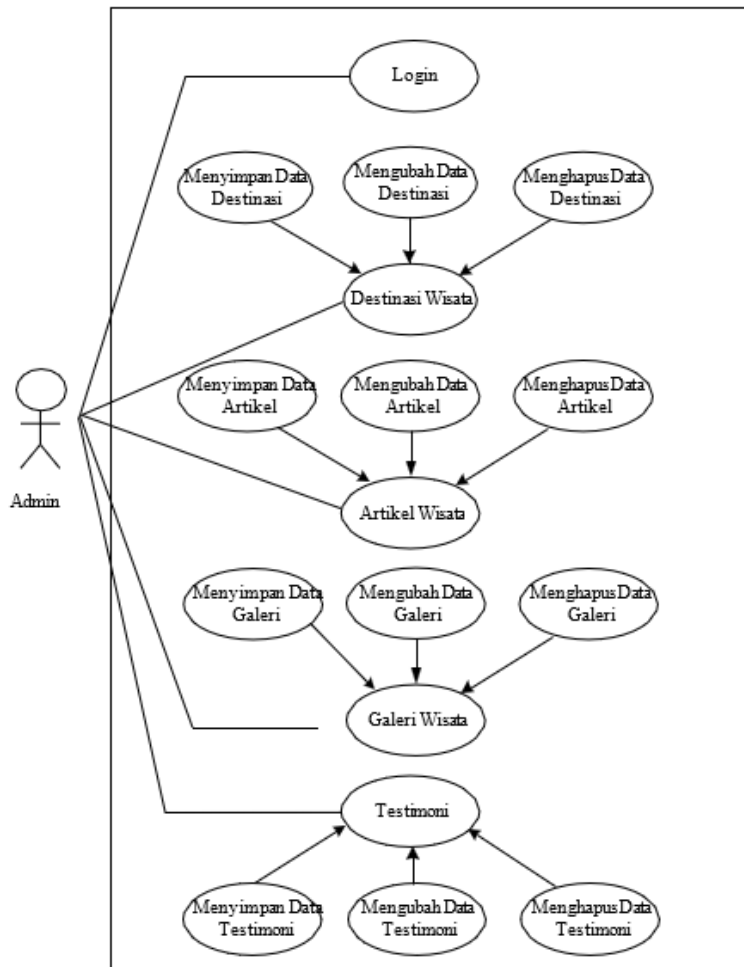 Login
Menyimpan Data
Destinasi
Mengubah Data
Destinasi
Menghapus Data
Destinasi
Destinasi Wisata
Menyimpan Data
Artikel
Mengubah Data
Artikel
Menghapus Data
Artikel
Admin
Artikel Wisata
Menyimpan Data
Galeri
Mengubah Data
Galeri
Menghapus Data
Galeri
Galeri Wisata
Testimoni
Menyimpan Data
Testimoni
Mengubah Data
Testimoni
Menghapus Data
Testimoni